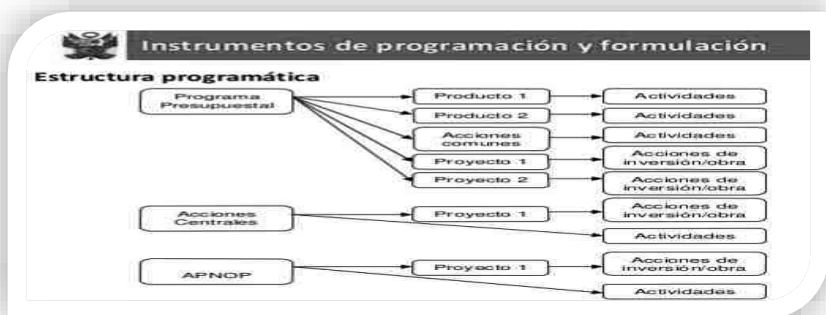 Instrumentos de programación y formulación
Estructura programática
Programa
Presupuestal
Producto 1
Actividades
Producto 2
Actividades
Acciones
comunes
Actividades
Proyecto 1
Acciones de
inversión/obra
Proyecto 2
Acciones de
inversión/obra
Acciones
Centrales
Proyecto 1
Acciones de
inversión/obra
Actividades
APNOP
Proyecto 1
Acciones de
inversión/obra
Actividades